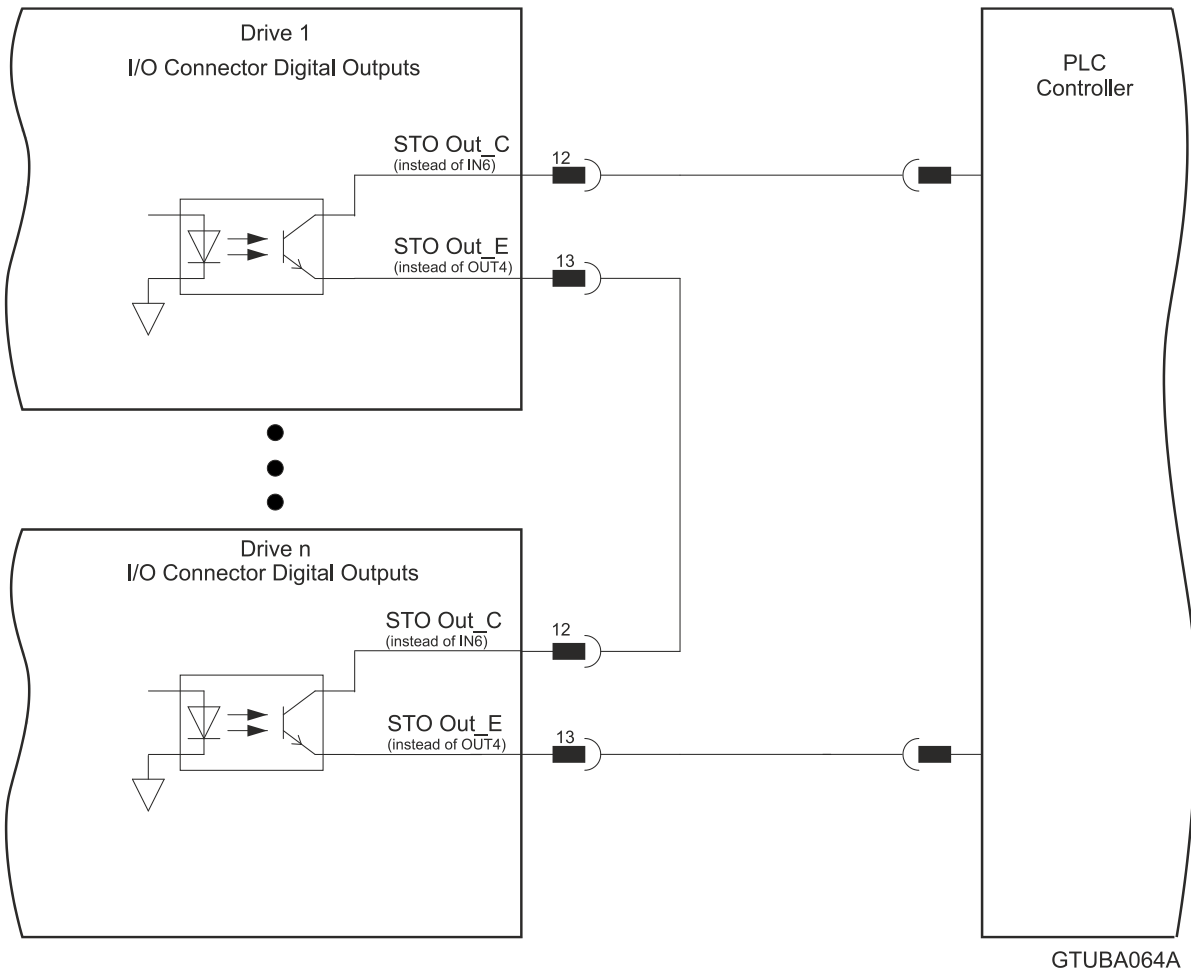 Drive 1
I/O Connector Digital Outputs
PLC
Controller
STO Out_C
(instead of IN6)
12
STO Out_E
(instead of OUT4)
13
Drive n
I/O Connector Digital Outputs
STO Out_C
(instead of IN6)
12
STO Out_E
(instead of OUT4)
13
GTUBA064A